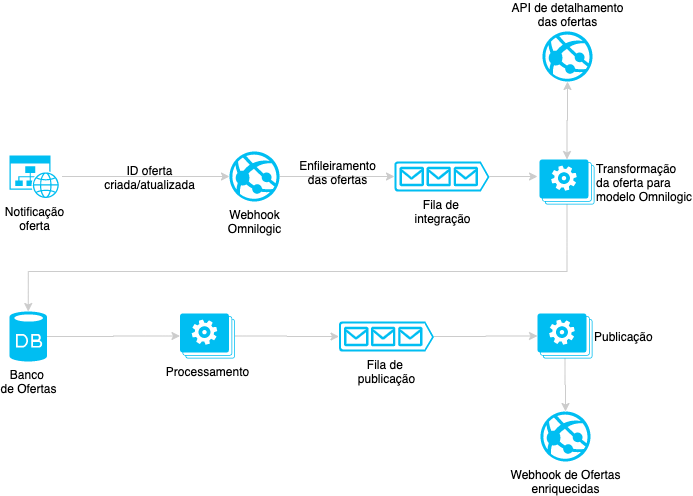 API de detalhamento
das ofertas
ID oferta
criada/atualizada
Enfileiramento
das ofertas
Transformação
da oferta para
modelo Omnilogic
Notificação
oferta
Webhook
Omnilogic
Fila de
integração
DB
Banco
de Ofertas
Processamento
Fila de
publicação
Publicação
Webhook de Ofertas
enriquecidas